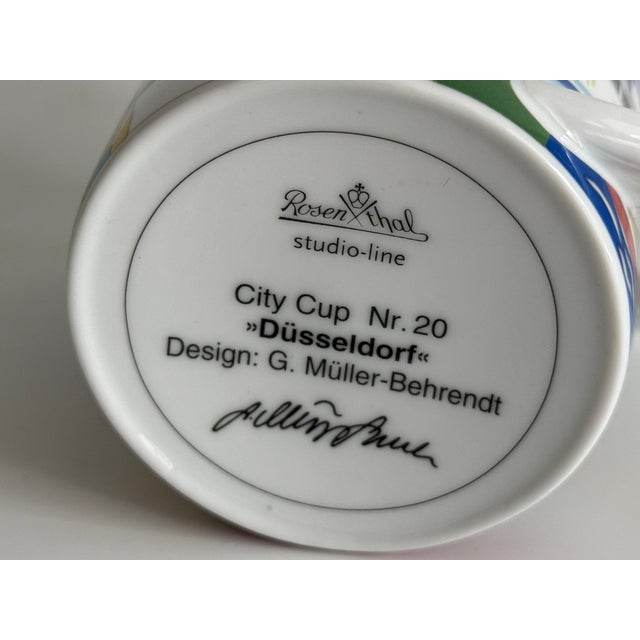 Rosenthal
studio-line
City Cup Nr. 20
»Düsseldorf«
Design: G. Müller-Behrendt